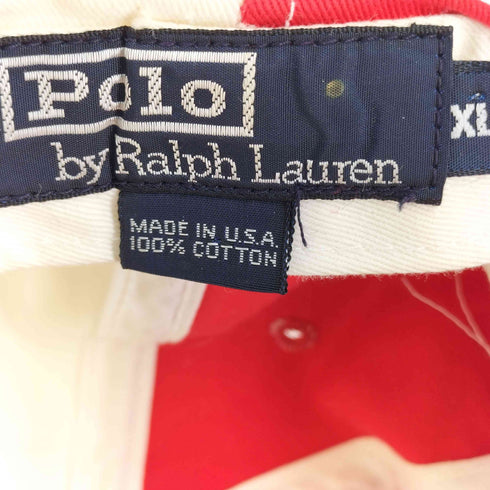 Polo
by Ralph Lauren
XL
MADE IN U.S.A.
100% COTTON